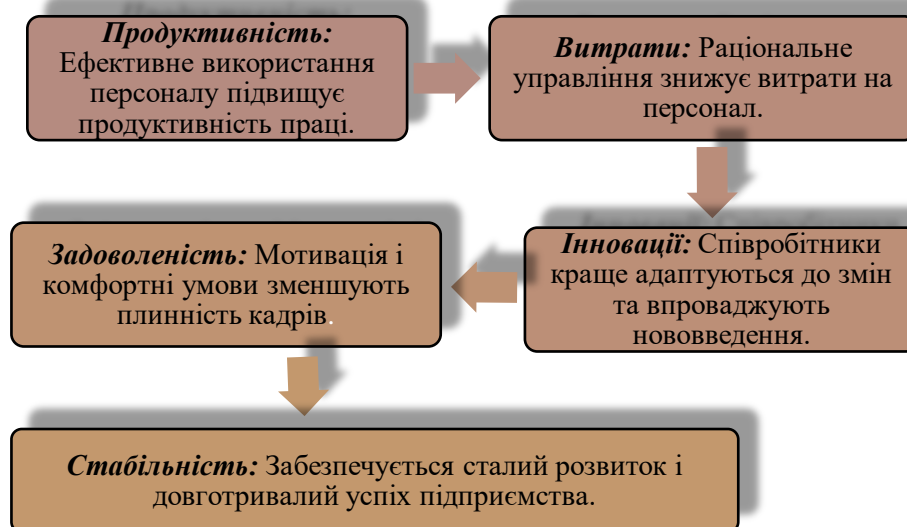 Продуктивність:
Ефективне використання
персоналу підвищує
продуктивність праці.
Витрати: Раціональне
управління знижує витрати на
персонал.
Інновації: Співробітники
краще адаптуються до змін
та впроваджують
нововведення.
Задоволеність: Мотивація і
комфортні умови зменшують
плинність кадрів.
Стабільність: Забезпечується сталий розвиток і
довготривалий успіх підприємства.